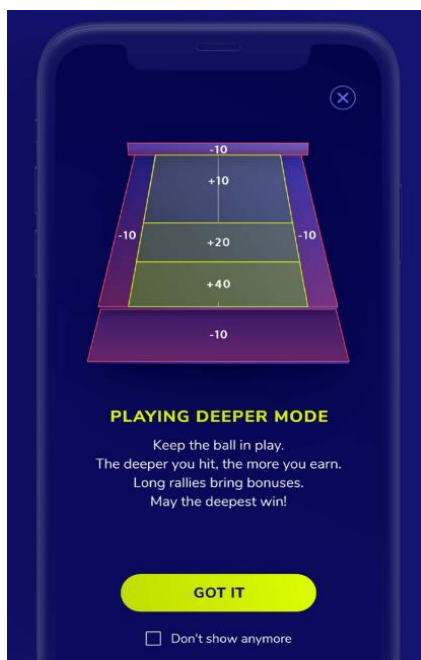 -10
+10
-10
-10
+20
+40
-10
PLAYING DEEPER MODE
Keep the ball in play.
The deeper you hit, the more you earn.
Long rallies bring bonuses.
May the deepest win!
GOT IT
Don't show anymore